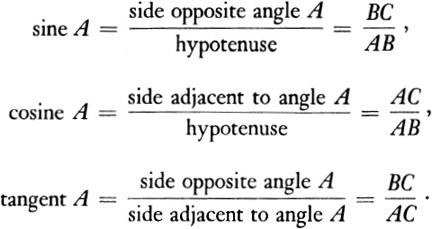 sine A = side opposite angle A / hypotenuse = BC / AB ,
cosine A = side adjacent to angle A / hypotenuse = AC / AB ,
tangent A = side opposite angle A / side adjacent to angle A = BC / AC .